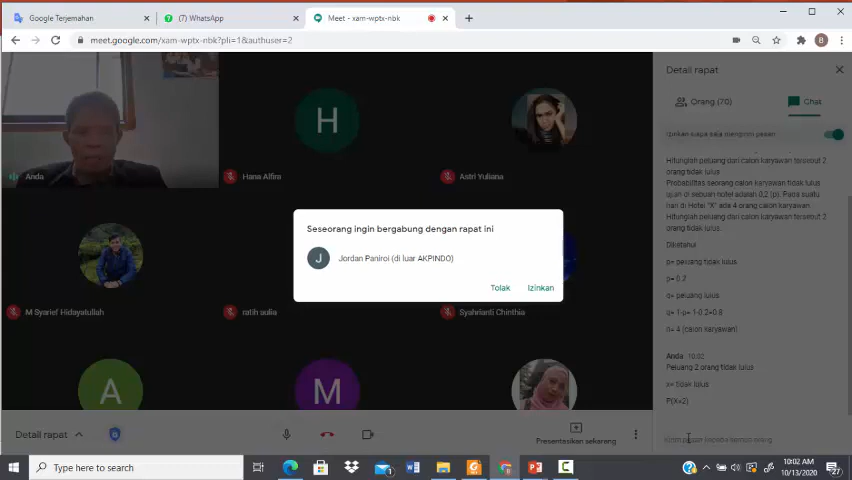 Google Terjemahan
(7) WhatsApp
Meet - xam-wptx-nbk
meet.google.com/xam-wptx-nbk?pli=1&authuser=2
B
Detail rapat
Orang (70)
Chat
H
Anda
Hana Alfira
Astri Yuliana
Hitunglah peluang dari calon karyawan tersebut 2
orang tidak lulus
Probabilitas seorang calon karyawan tidak lulus
ujian di sebuah hotel adalah 0.2 (p). Pada suatu
hari di Hotel "X" ada 4 orang calon karyawan.
Hitunglah peluang dari calon karyawan tersebut 2
orang tidak lulus.
Diketahui
p= peluang tidak lulus
p= 0.2
q= peluang lulus
q= 1-p= 1-0.2=0.8
n= 4 (calon karyawan)
Seseorang ingin bergabung dengan rapat ini
J
Jordan Paniroi (di luar AKPINDO)
Tolak
Izinkan
M Syarief Hidayatullah
ratih sulia
Syahrianti Chinthia
Anda 10:02
Peluang 2 orang tidak lulus
x= tidak lulus
P(X=2)
A
M
Detail rapat
Presentasikan sekarang
Type here to search
10:02 AM
10/13/2020
27